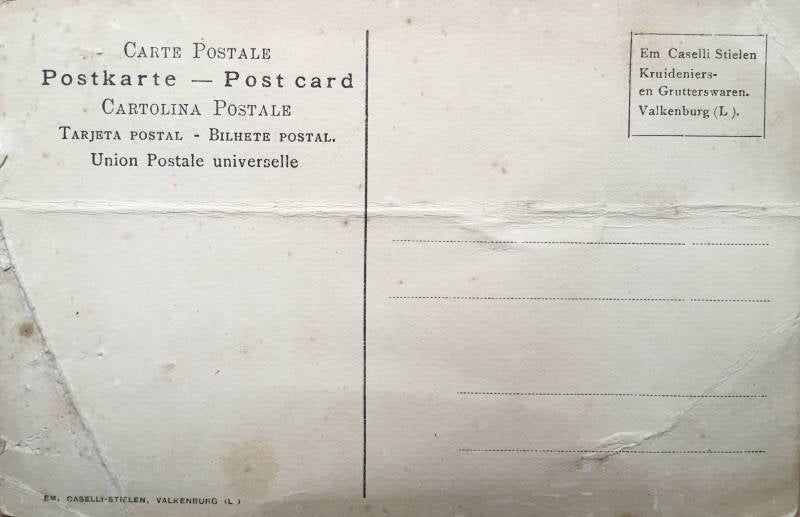 CARTE POSTALE
Postkarte — Post card
CARTOLINA POSTALE
TARJETA POSTAL - BILHETE POSTAL.
Union Postale universelle
Em Caselli Stielen
Kruideniers-
en Grutterswaren.
Valkenburg (L ).
EM. CASELLI-STIELEN, VALKENBURG (L )